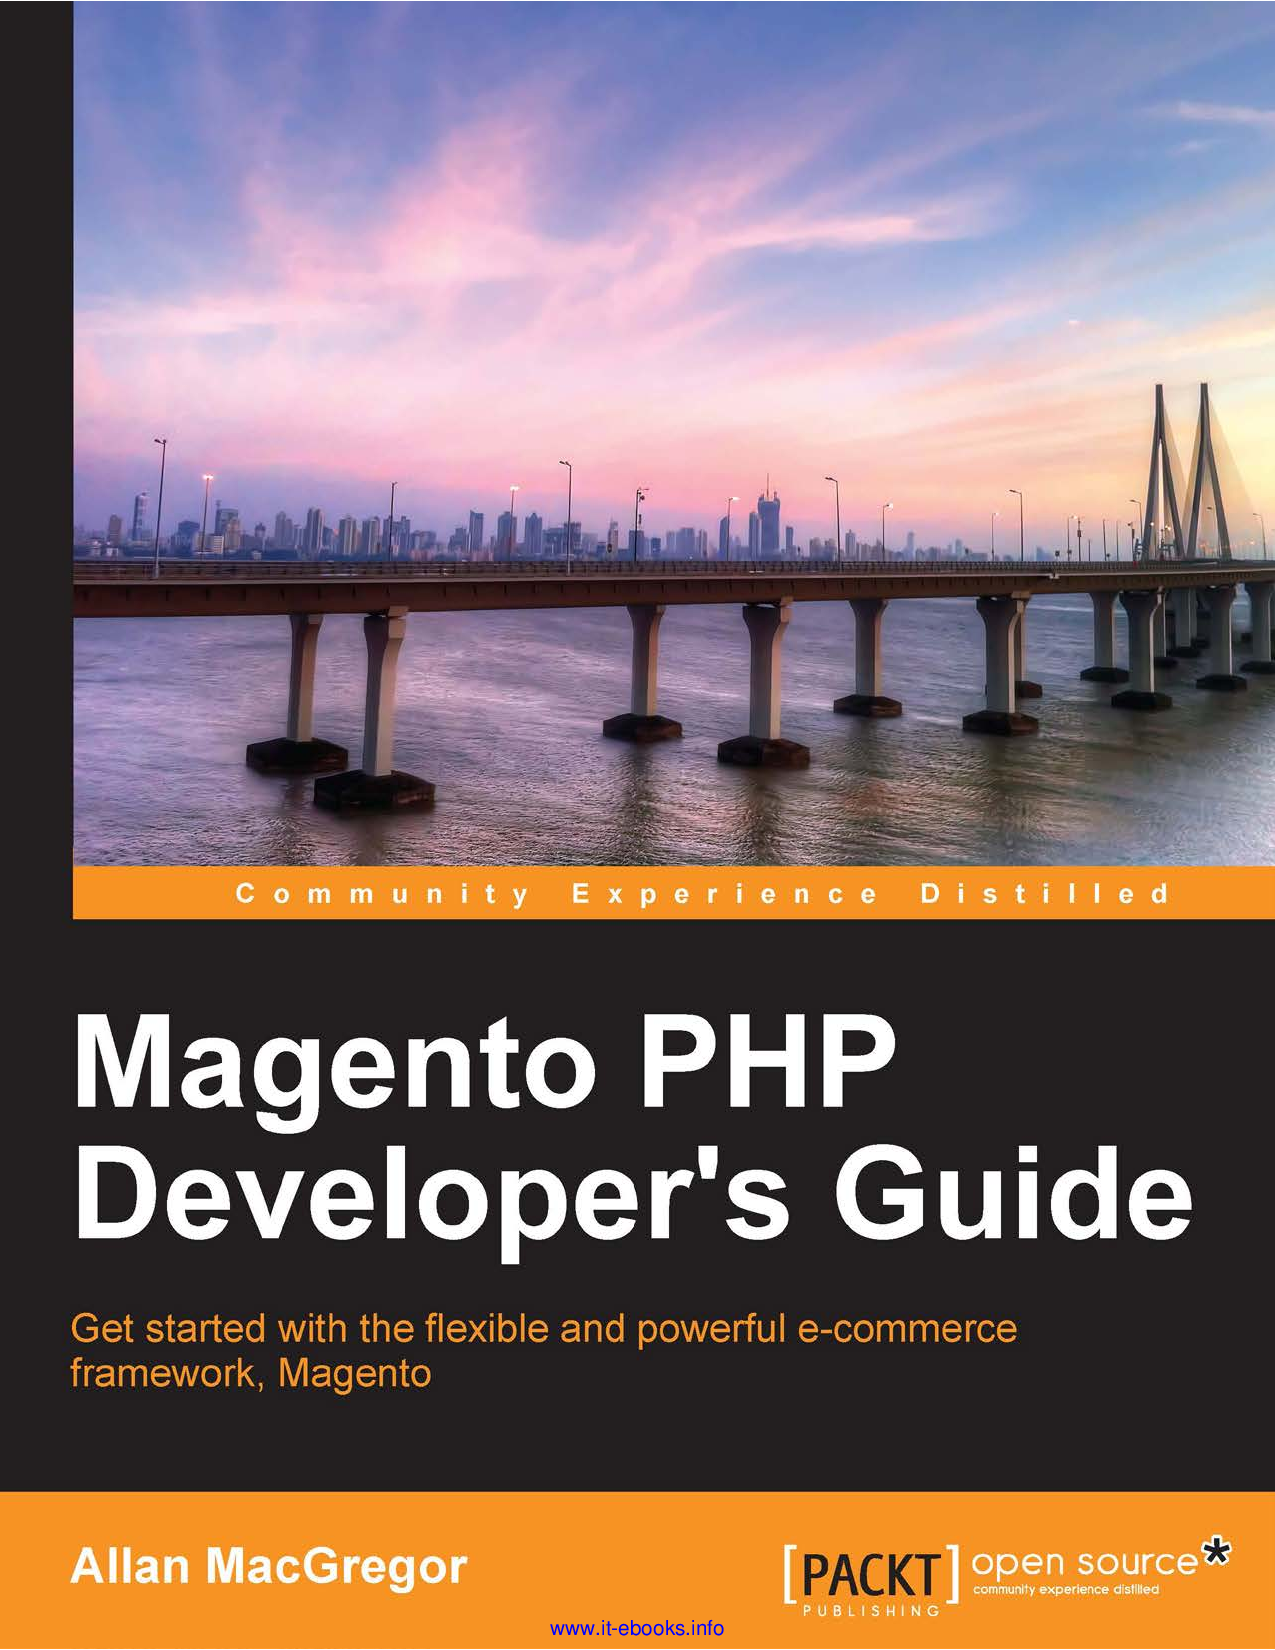 Community Experience Distilled
Magento PHP
Developer's Guide
Get started with the flexible and powerful e-commerce
framework, Magento
Allan MacGregor
[PACKT]
PUBLISHING
open source*
community experience distilled
www.it-ebooks.info